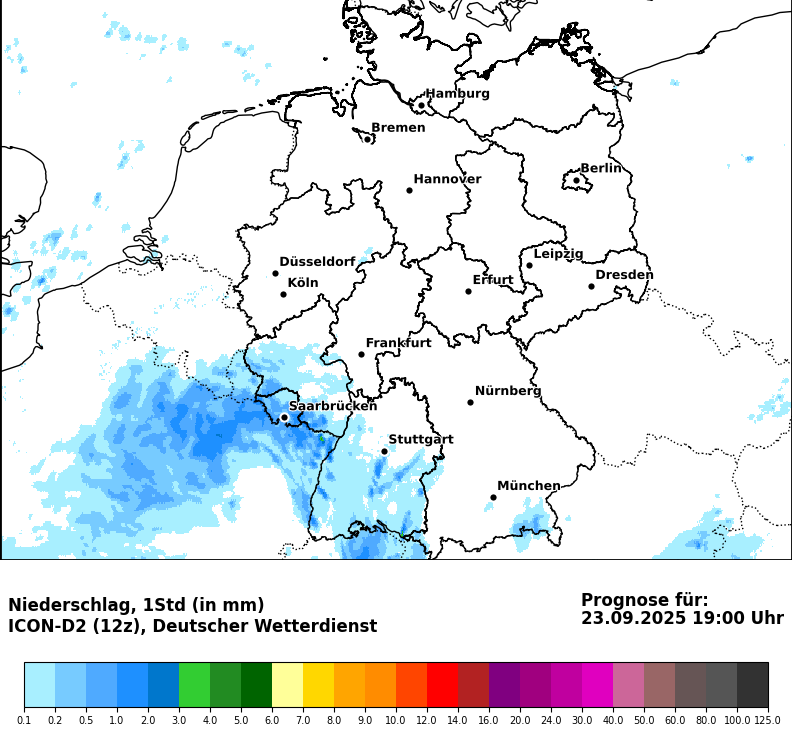 Hamburg
Bremen
Berlin
Hannover
Leipzig
Düsseldorf
Dresden
Köln
Erfurt
Frankfurt
Nürnberg
Saarbrücken
Stuttgart
München
Niederschlag, 1Std (in mm)
ICON-D2 (12z), Deutscher Wetterdienst
Prognose für:
23.09.2025 19:00 Uhr
0.1 0.2 0.5 1.0 2.0 3.0 4.0 5.0 6.0 7.0 8.0 9.0 10.0 12.0 14.0 16.0 20.0 24.0 30.0 40.0 50.0 60.0 80.0 100.0 125.0